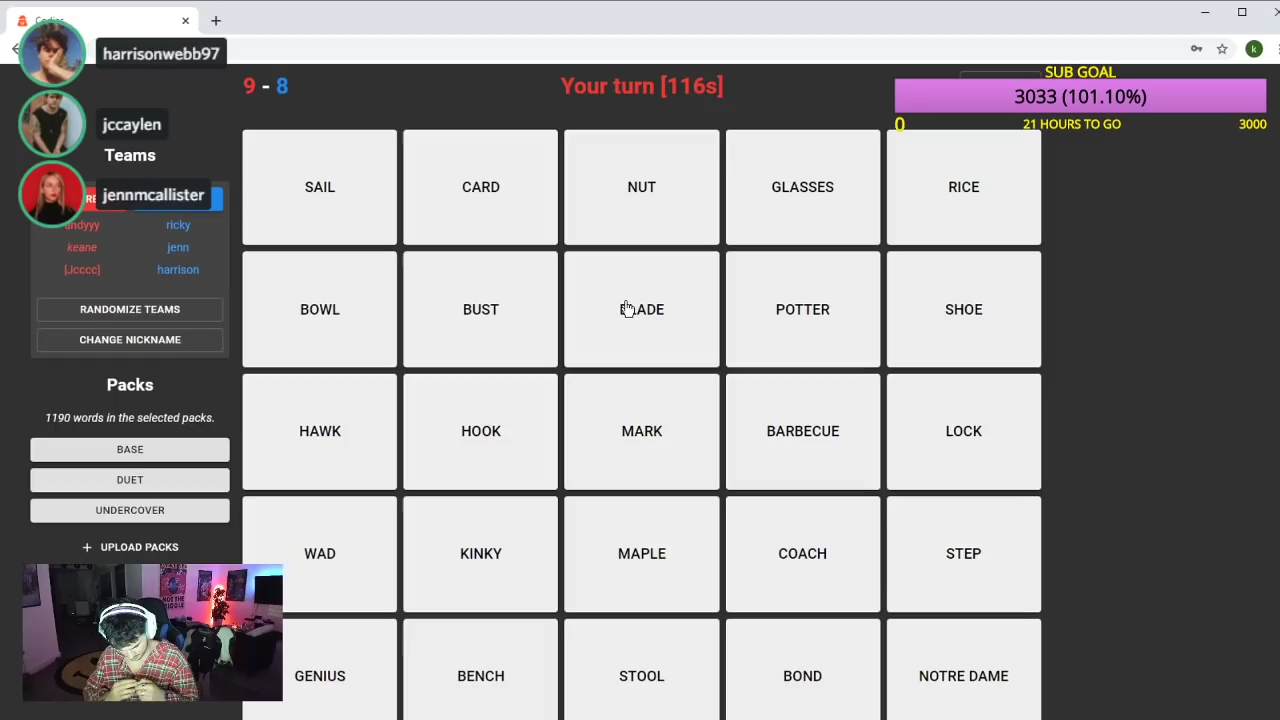 harrisonwebb97
jccaylen
jennmcallister
9 - 8
Your turn [116s]
SUB GOAL
3033 (101.10%)
0
21 HOURS TO GO
3000
k
Teams
andyyy
ricky
keane
jenn
[Jcccc]
harrison
RANDOMIZE TEAMS
CHANGE NICKNAME
Packs
1190 words in the selected packs.
BASE
DUET
UNDERCOVER
+ UPLOAD PACKS
SAIL
CARD
NUT
GLASSES
RICE
BOWL
BUST
BLADE
POTTER
SHOE
HAWK
HOOK
MARK
BARBECUE
LOCK
WAD
KINKY
MAPLE
COACH
STEP
GENIUS
BENCH
STOOL
BOND
NOTRE DAME